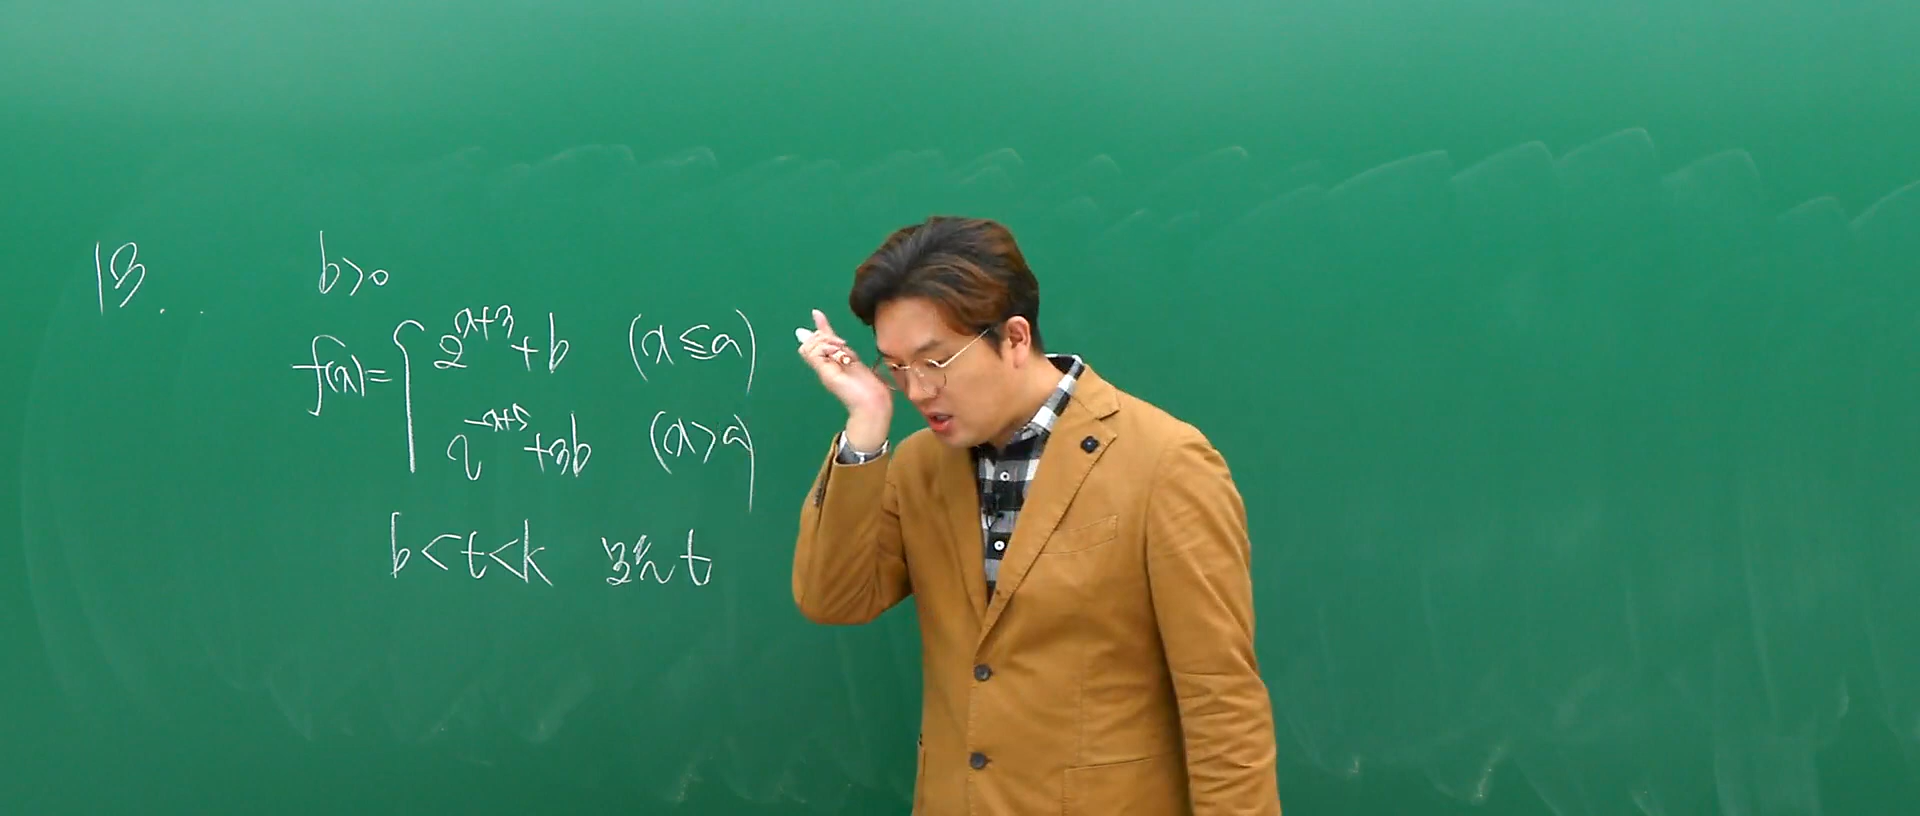 13.
b>0
f(x)= { 2^{x+3}+b (x≤a)
2^{-x+5}+3b (x>a)
b<t<k 모든 t